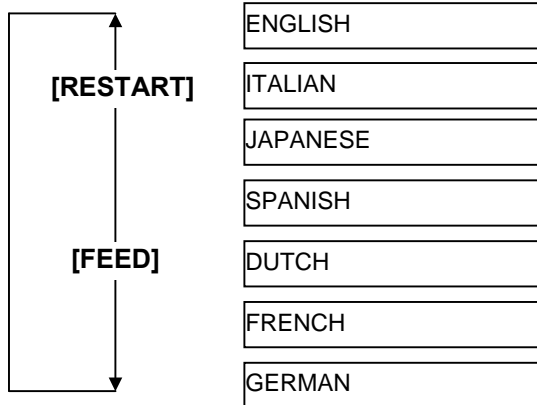 ENGLISH
[RESTART]
ITALIAN
JAPANESE
SPANISH
[FEED]
DUTCH
FRENCH
GERMAN